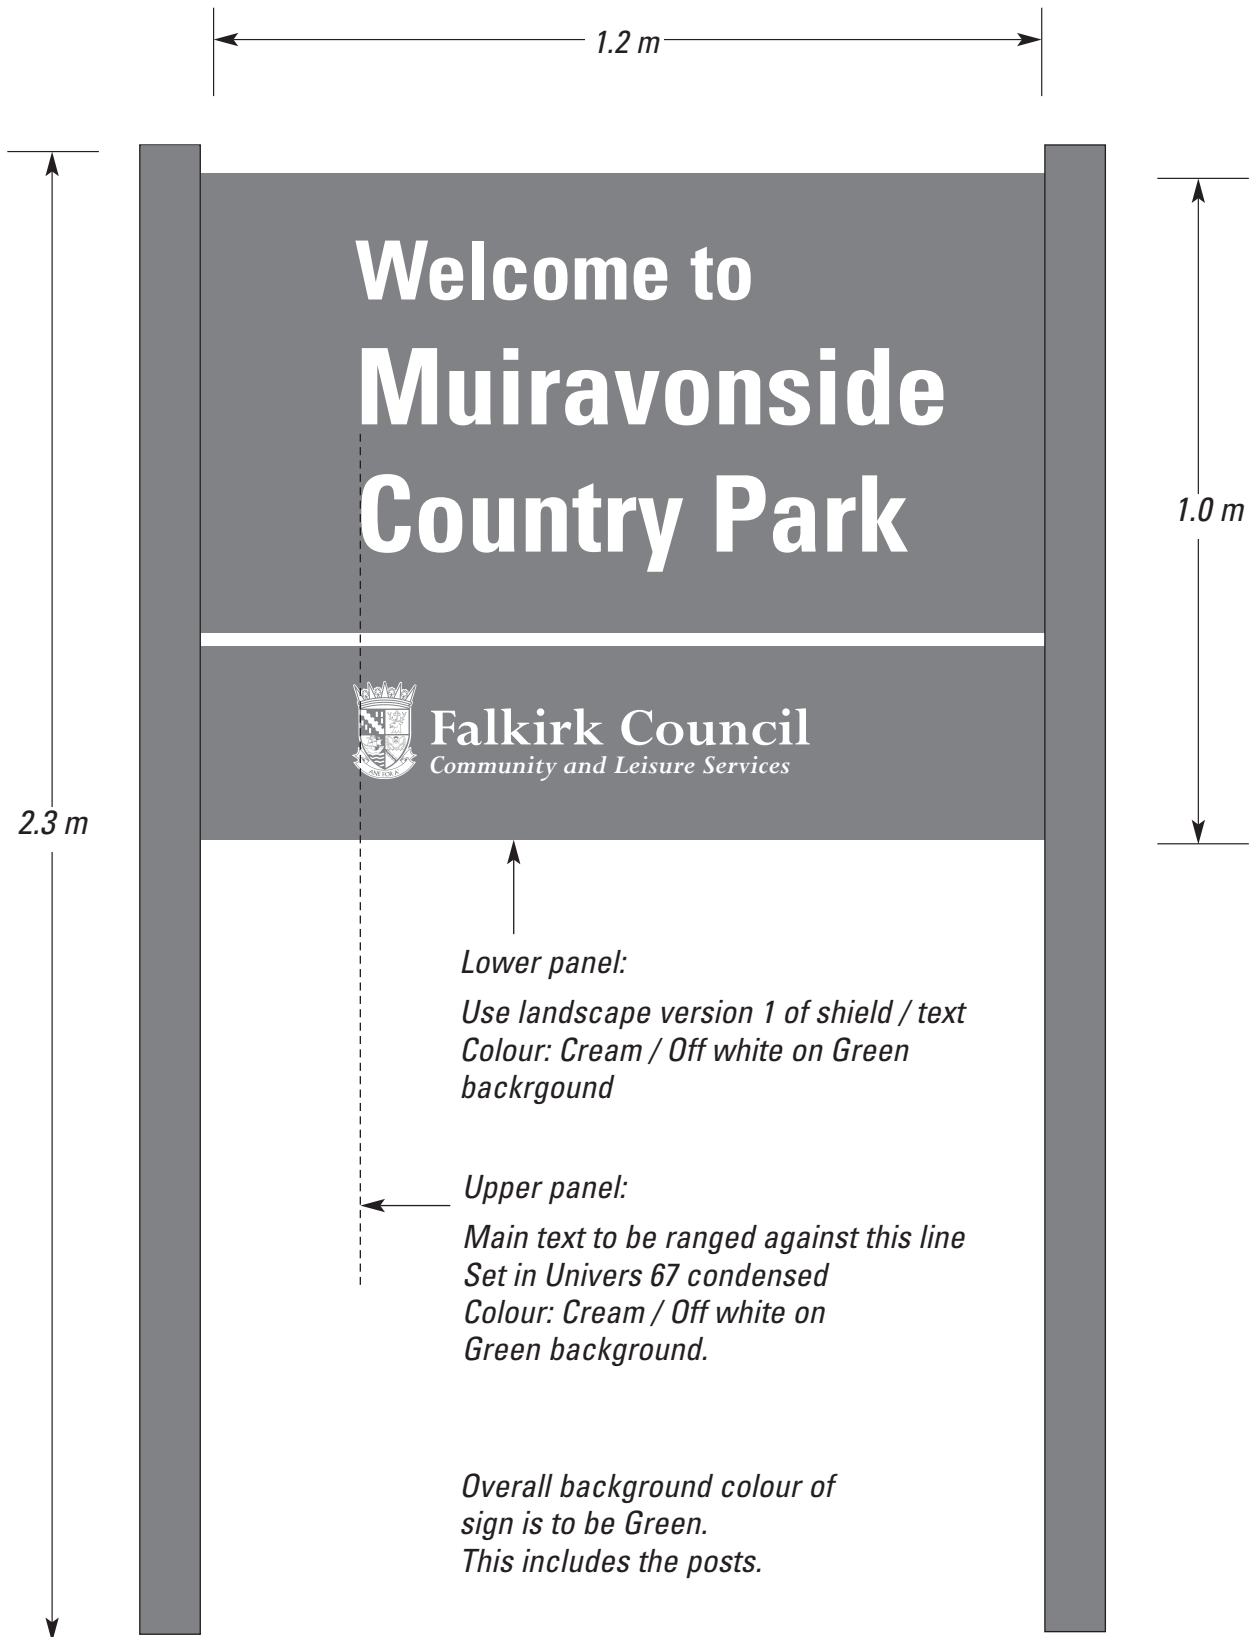 1.2 m
Welcome to
Muiravonside
Country Park
1.0 m
Falkirk Council
Community and Leisure Services
ANE FOR A'
2.3 m
Lower panel:
Use landscape version 1 of shield / text
Colour: Cream / Off white on Green
backrgound
Upper panel:
Main text to be ranged against this line
Set in Univers 67 condensed
Colour: Cream / Off white on
Green background.
Overall background colour of
sign is to be Green.
This includes the posts.